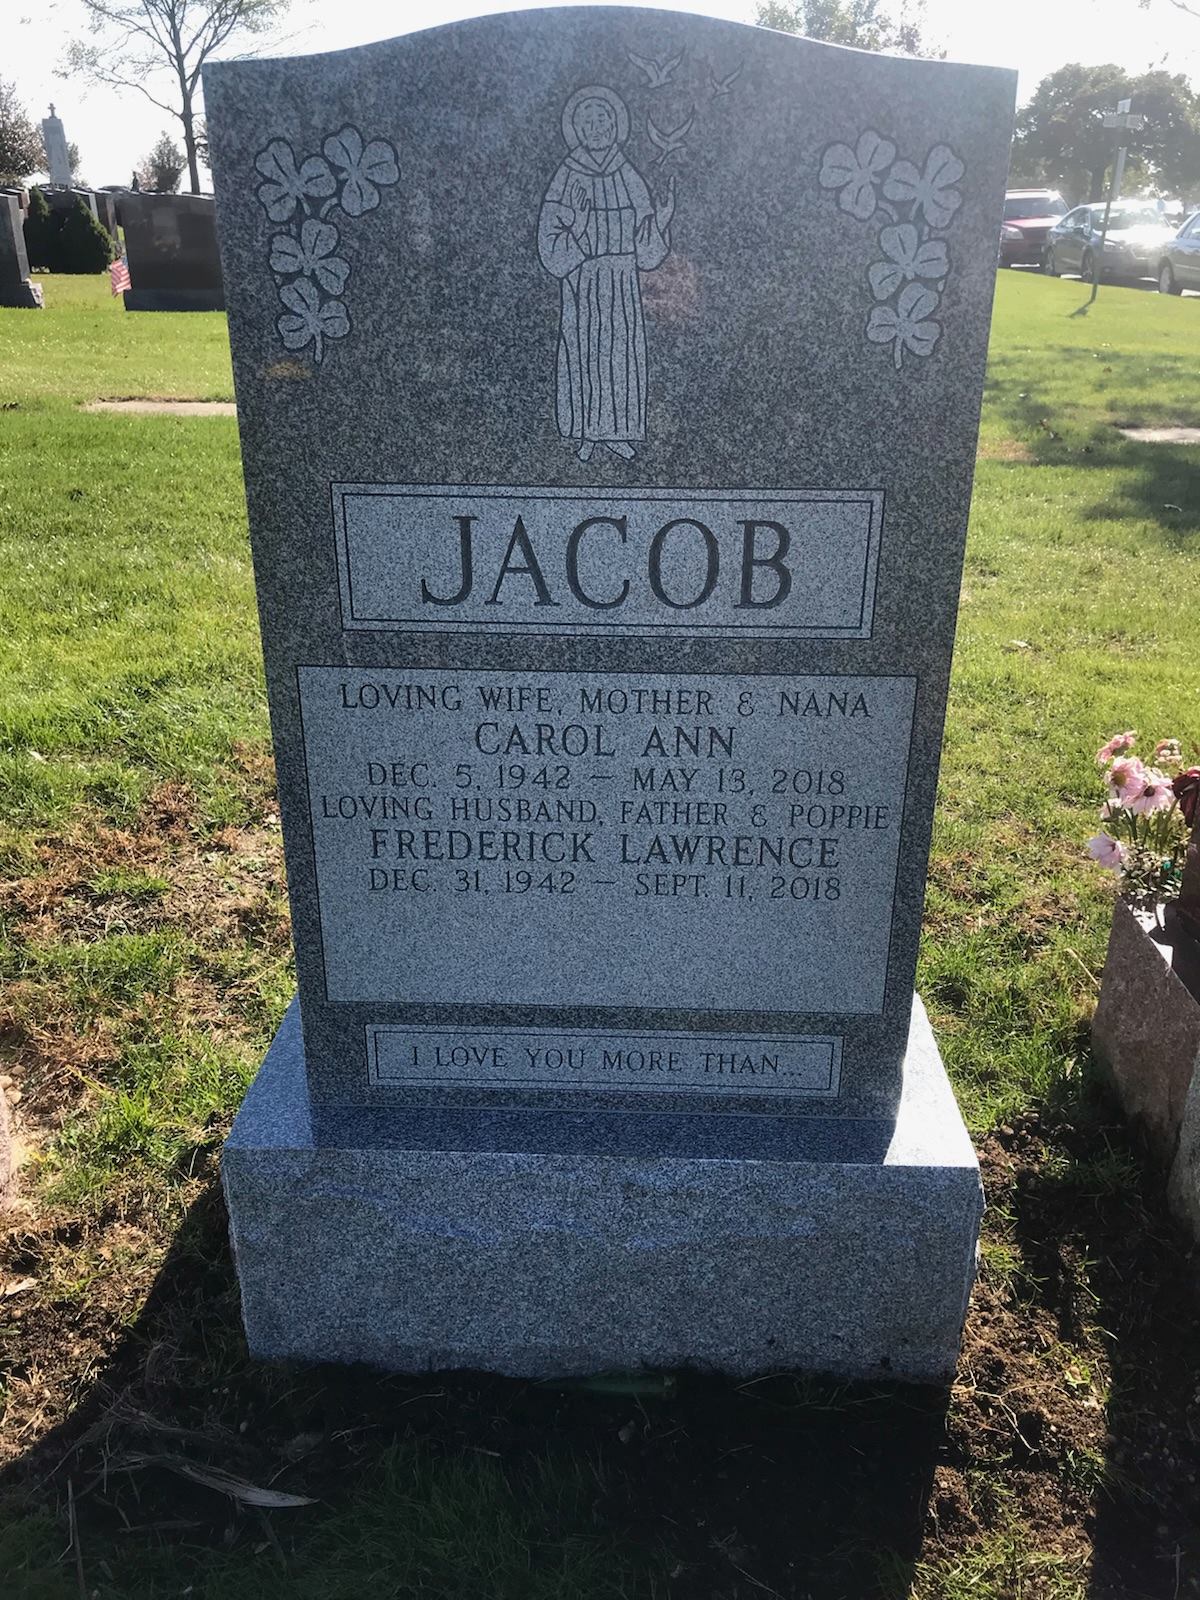 JACOB
LOVING WIFE, MOTHER & NANA
CAROL ANN
DEC. 5, 1942 — MAY 13, 2018
LOVING HUSBAND, FATHER & POPPIE
FREDERICK LAWRENCE
DEC. 31, 1942 — SEPT. 11, 2018
I LOVE YOU MORE THAN...